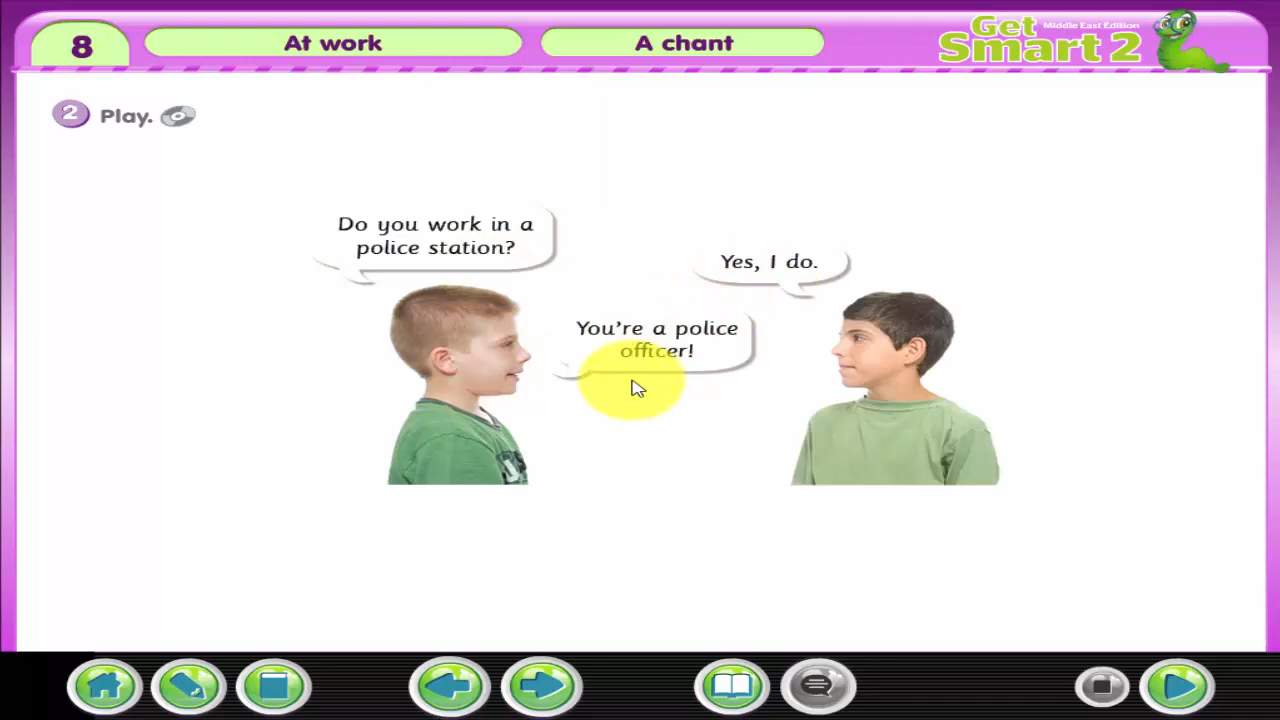 8
At work
A chant
Get
Middle East Edition
Smart 2
2 Play.
Do you work in a
police station?
Yes, I do.
You're a police
officer!